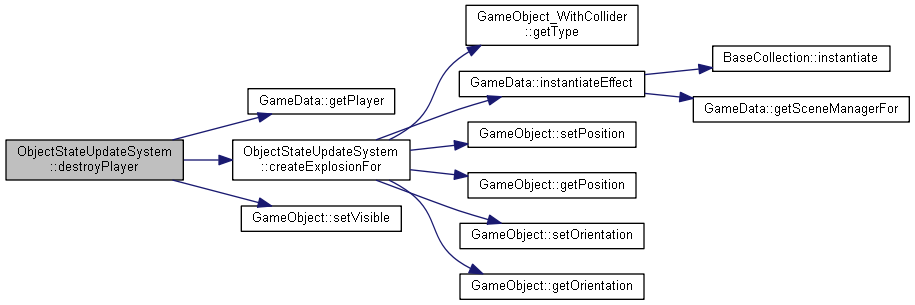 ObjectStateUpdateSystem
::destroyPlayer
GameData::getPlayer
ObjectStateUpdateSystem
::createExplosionFor
GameObject::setVisible
GameObject_WithCollider
::getType
GameData::instantiateEffect
GameObject::setPosition
GameObject::getPosition
GameObject::setOrientation
GameObject::getOrientation
BaseCollection::instantiate
GameData::getSceneManagerFor